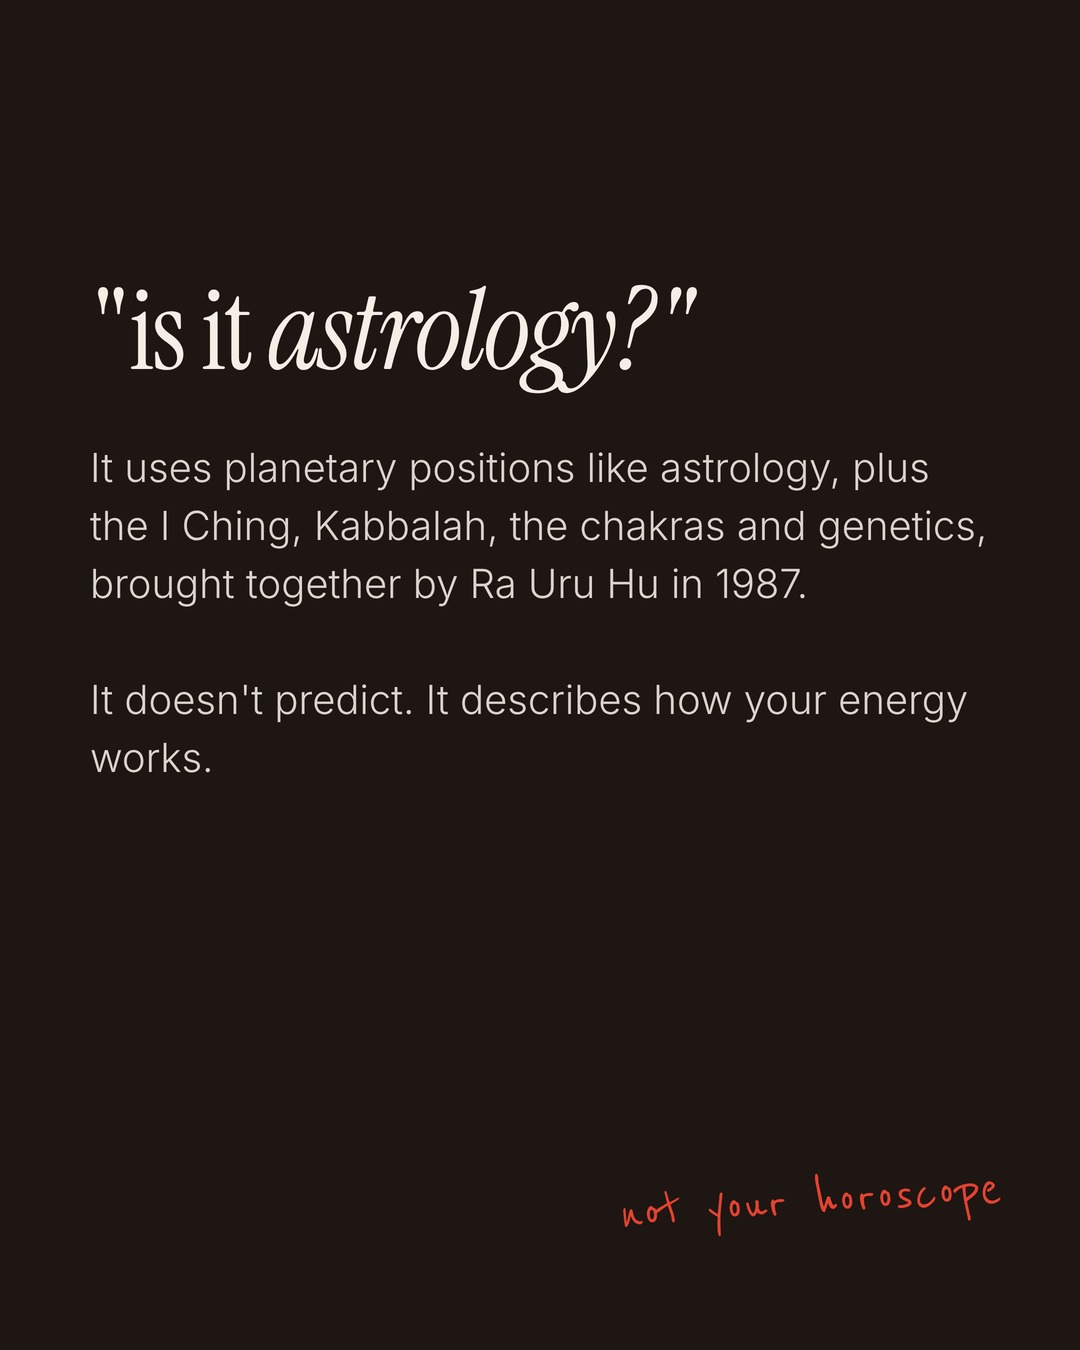 "is it astrology?"
It uses planetary positions like astrology, plus
the I Ching, Kabbalah, the chakras and genetics,
brought together by Ra Uru Hu in 1987.
It doesn't predict. It describes how your energy
works.
not your horoscope